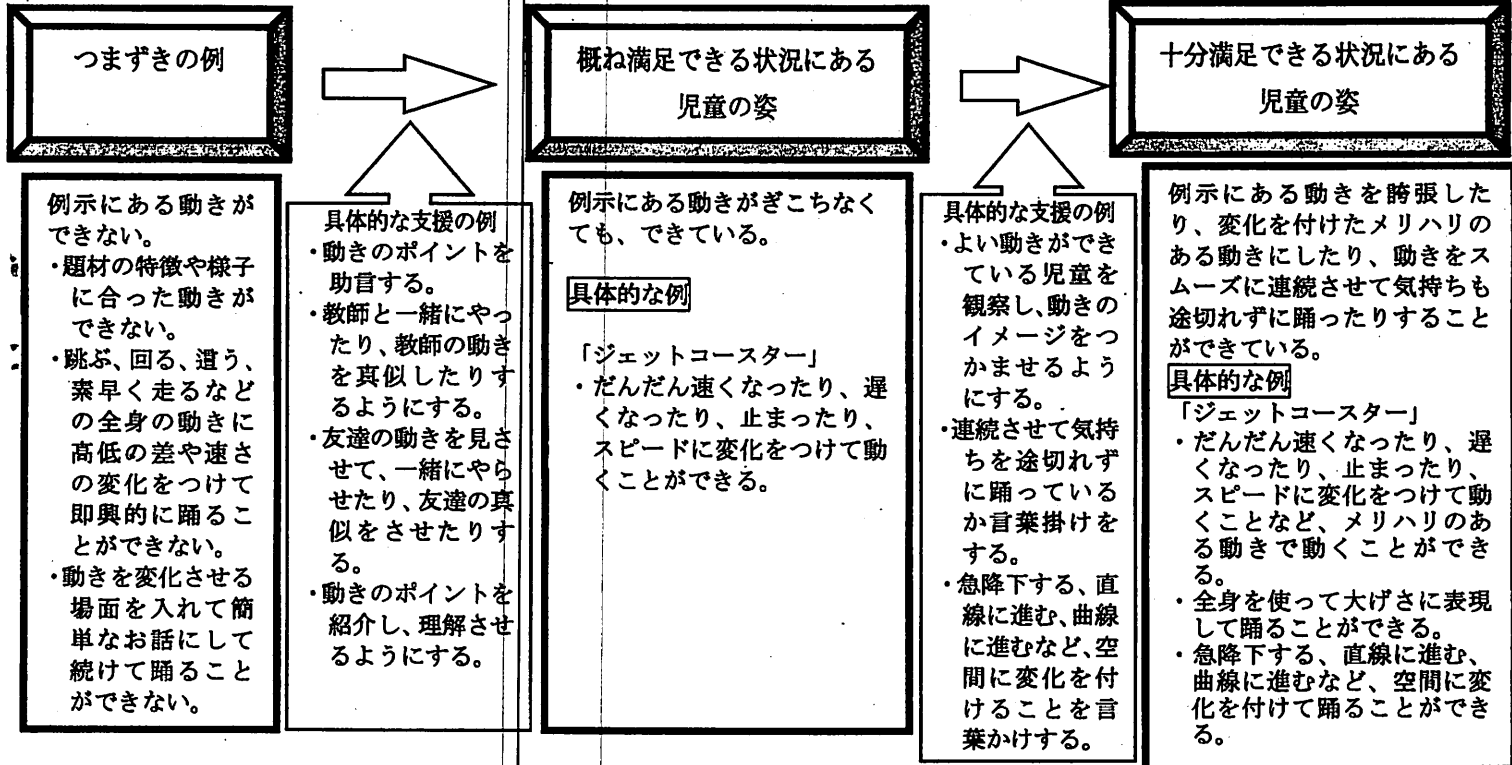 つまずきの例
概ね満足できる状況にある
児童の姿
十分満足できる状況にある
児童の姿
例示にある動きが
できない。
・題材の特徴や様子
に合った動きが
できない。
・跳ぶ、回る、這う、
素早く走るなど
の全身の動きに
高低の差や速さ
の変化をつけて
即興的に踊るこ
とができない。
・動きを変化させる
場面を入れて簡
単なお話にして
続けて踊ること
ができない。
具体的な支援の例
・動きのポイントを
助言する。
・教師と一緒にやっ
たり、教師の動き
を真似したりす
るようにする。
・友達の動きを見さ
せて、一緒にやら
せたり、友達の真
似をさせたりす
る。
・動きのポイントを
紹介し、理解させ
るようにする。
例示にある動きがぎこちなく
ても、できている。
具体的な例
「ジェットコースター」
・だんだん速くなったり、遅
くなったり、止まったり、
スピードに変化をつけて動
くことができる。
具体的な支援の例
・よい動きができ
ている児童を
観察し、動きの
イメージをつ
かませるよう
にする。
・連続させて気持
ちを途切れず
に踊っている
か言葉掛けを
する。
・急降下する、直
線に進む、曲線
に進むなど、空
間に変化を付
けることを言
葉かけする。
例示にある動きを誇張した
り、変化を付けたメリハリの
ある動きにしたり、動きをス
ムーズに連続させて気持ちも
途切れずに踊ったりすること
ができている。
具体的な例
「ジェットコースター」
・だんだん速くなったり、遅
くなったり、止まったり、
スピードに変化をつけて動
くことなど、メリハリのあ
る動きで動くことができ
る。
・全身を使って大げさに表現
して踊ることができる。
・急降下する、直線に進む、
曲線に進むなど、空間に変
化を付けて踊ることができ
る。